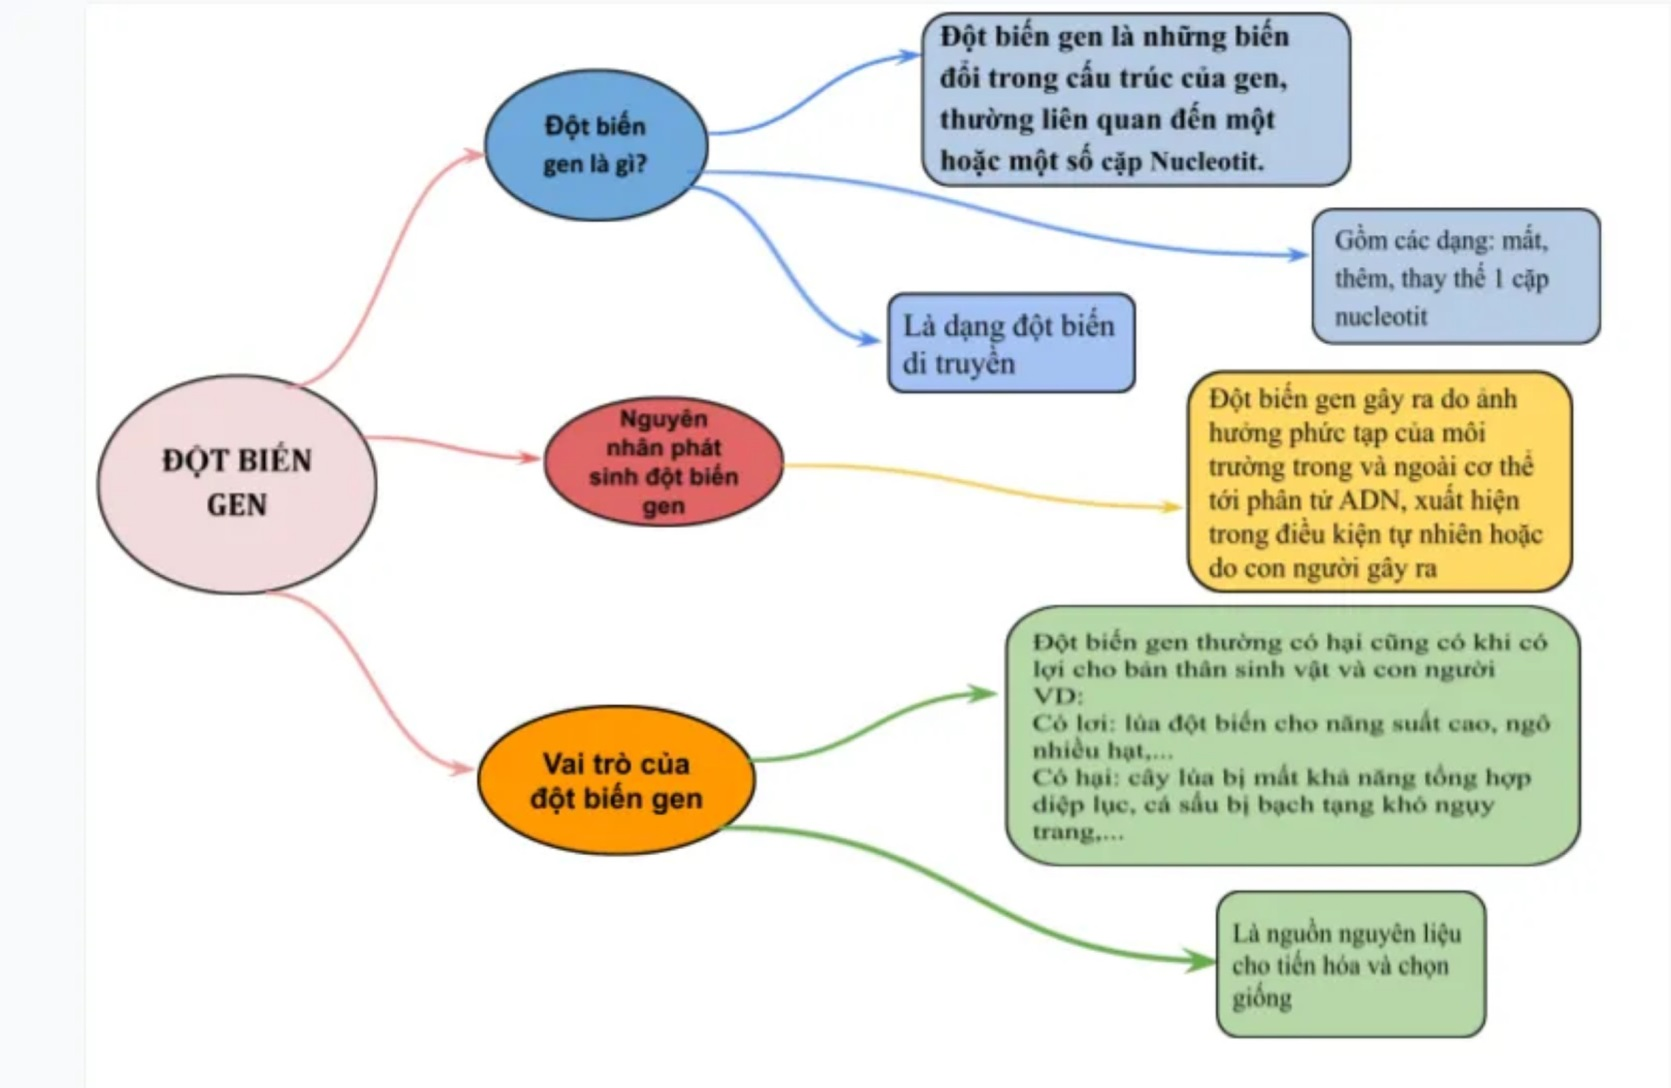 ĐỘT BIẾN
GEN
Đột biến
gen là gì?
Đột biến gen là những biến
đổi trong cấu trúc của gen,
thường liên quan đến một
hoặc một số cặp Nucleotit.
Gồm các dạng: mất,
thêm, thay thế 1 cặp
nucleotit
Là dạng đột biến
di truyền
Nguyên
nhân phát
sinh đột biến
gen
Đột biến gen gây ra do ảnh
hưởng phức tạp của môi
trường trong và ngoài cơ thể
tới phân tử ADN, xuất hiện
trong điều kiện tự nhiên hoặc
do con người gây ra
Vai trò của
đột biến gen
Đột biến gen thường có hại cũng có khi có
lợi cho bản thân sinh vật và con người
VD:
Có lơi: lúa đột biến cho năng suất cao, ngô
nhiều hạt,...
Có hại: cây lúa bị mất khả năng tổng hợp
diệp lục, cá sấu bị bạch tạng khó ngụy
trang,...
Là nguồn nguyên liệu
cho tiến hóa và chọn
giống